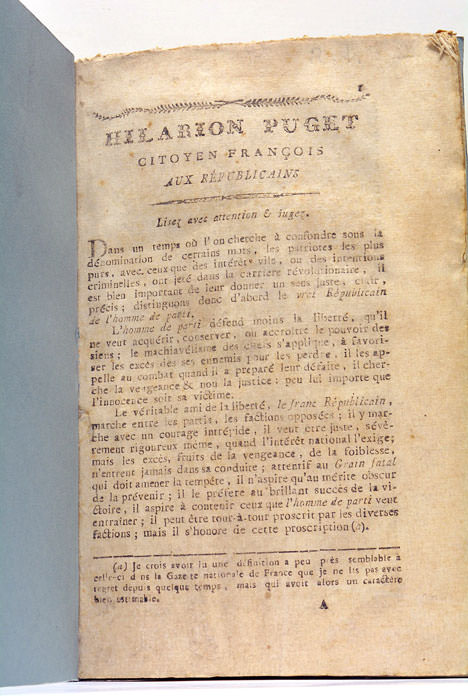 1
HILARION PUGET
CITOYEN FRANÇOIS
AUX RÉPUBLICAINS
Lisez avec attention & jugez.
Dans un temps où l'on cherche à confondre sous la
dénomination de certains mots, les patriotes les plus
purs, avec ceux que des intérêts vils, ou des intentions
criminelles, ont jeté dans la carriere révolutionaire, il
est bien important de leur donner un sens juste, clair,
précis; distinguons donc d'abord le vrai Républicain
de l'homme de parti.
L'homme de parti défend moins la liberté, qu'il
ne veut acquérir, conserver, ou accroître le pouvoir des
siens; le machiavélisme des chefs s'applique, à favori-
ser les excès des ses ennemis pour les perdre, il les ap-
pelle au combat quand il a préparé leur défaite, il cher-
che la vengeance & non la justice: peu lui importe que
l'innocence soit sa victime.
Le véritable ami de la liberté, le franc Républicain,
marche entre les partis, les factions opposées; il y mar-
che avec un courage intrépide, il veut etre juste, sévé-
rement rigoureux même, quand l'intérêt national l'exige;
mais les excès, fruits de la vengeance, de la foiblesse,
n'entrent jamais dans sa conduite; attentif au Grain fatal
qui doit amener la tempête, il n'aspire qu'au mérite obscur
de la prévenir; il le préfere au brillant succès de la vi-
ctoire, il aspire à contenir ceux que l'homme de parti veut
entraîner; il peut être tour-à-tour proscrit par les diverses
factions; mais il s'honore de cette proscription (a).
(a) Je crois avoir lu une définition a peu près semblable à
celle-ci dans la Gazete nationale de France que je ne lis pas avec
regret depuis quelque temps, mais qui avoit alors un caractère
bien estimable.
A